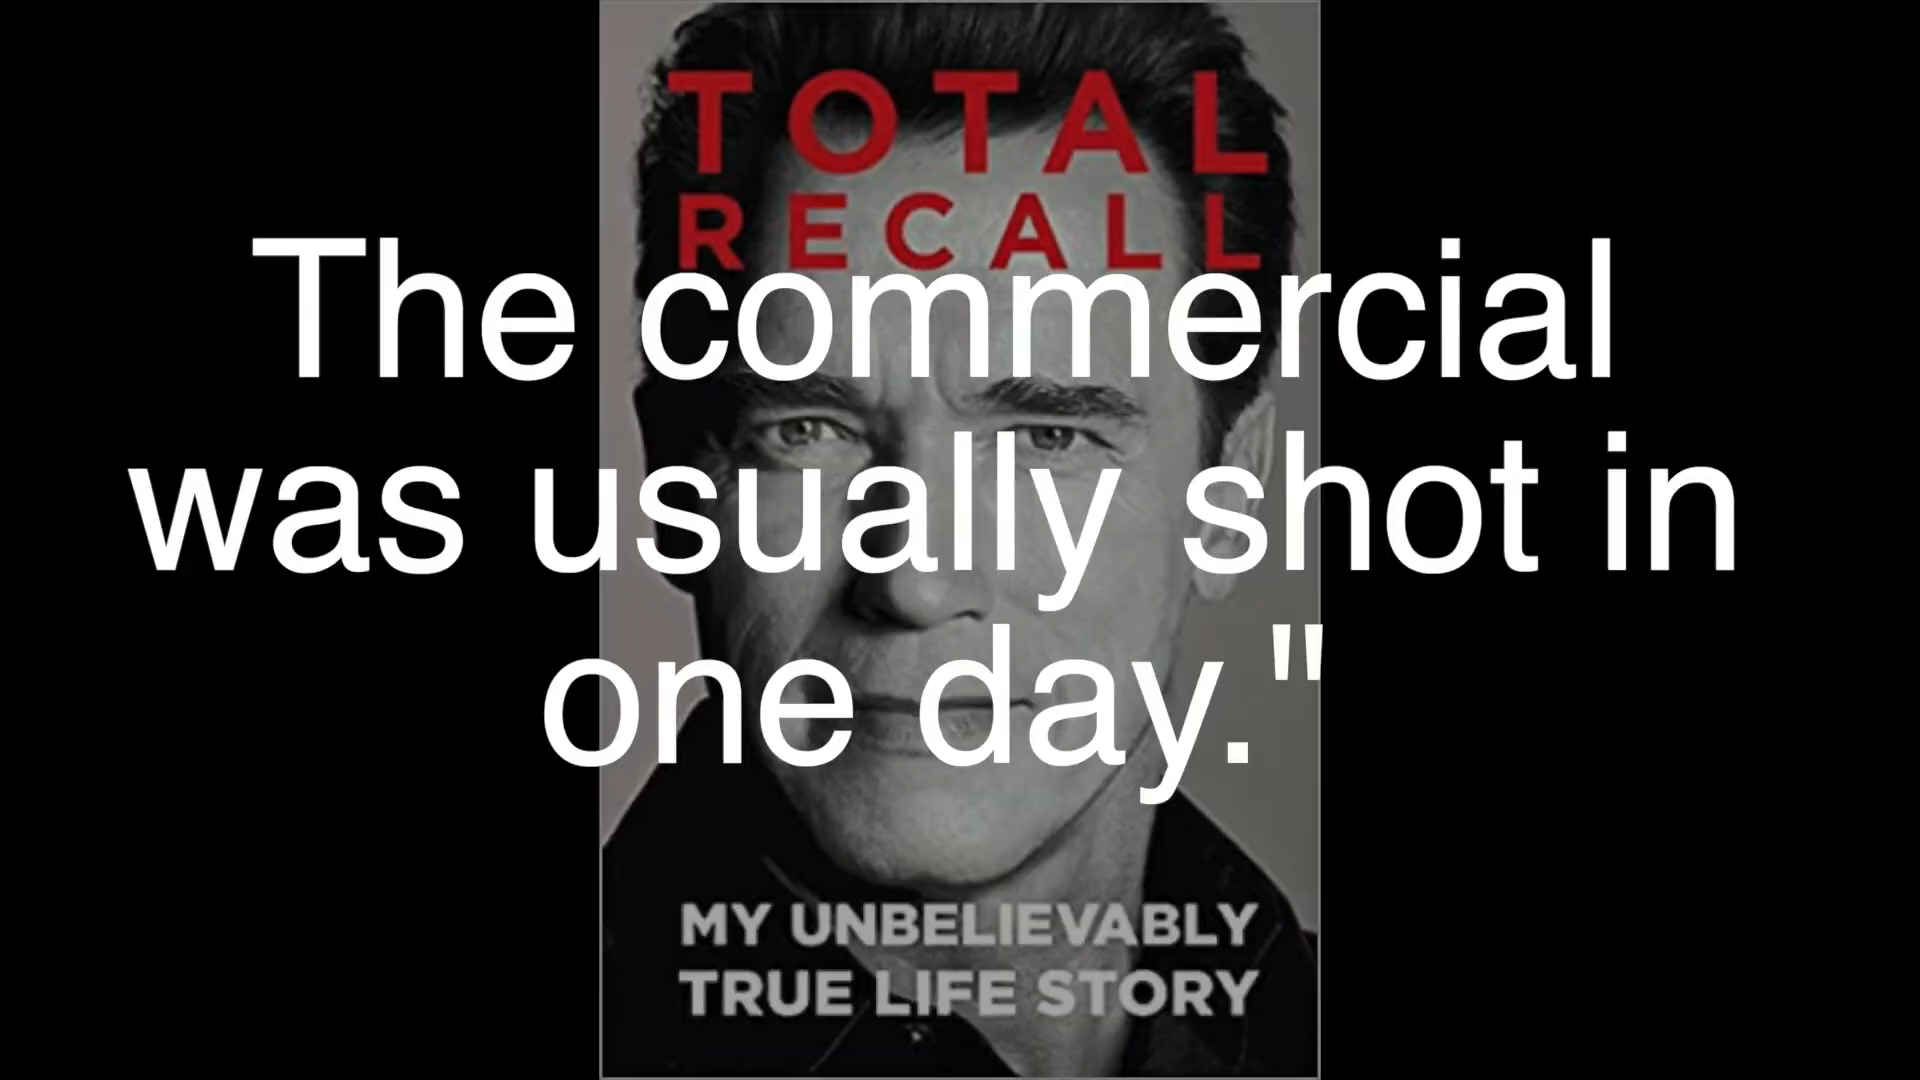 TOTAL
RECALL
The commercial
was usually shot in
one day."
MY UNBELIEVABLY
TRUE LIFE STORY